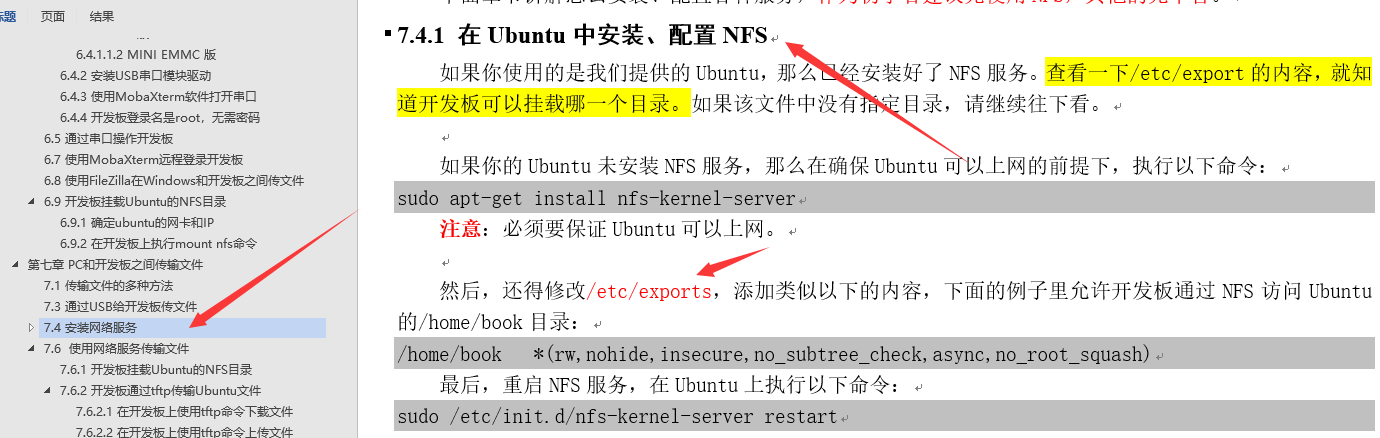 标题 页面 结果
6.4.1.1.2 MINI EMMC 版
6.4.2 安装USB串口模块驱动
6.4.3 使用MobaXterm软件打开串口
6.4.4 开发板登录名是root，无需密码
6.5 通过串口操作开发板
6.7 使用MobaXterm远程登录开发板
6.8 使用FileZilla在Windows和开发板之间传文件
6.9 开发板挂载Ubuntu的NFS目录
6.9.1 确定ubuntu的网卡和IP
6.9.2 在开发板上执行mount nfs命令
第七章 PC和开发板之间传输文件
7.1 传输文件的多种方法
7.3 通过USB给开发板传文件
7.4 安装网络服务
7.6 使用网络服务传输文件
7.6.1 开发板挂载Ubuntu的NFS目录
7.6.2 开发板通过tftp传输Ubuntu文件
7.6.2.1 在开发板上使用tftp命令下载文件
7.6.2.2 在开发板上使用tftp命令上传文件
7.4.1 在 Ubuntu 中安装、配置 NFS
如果你使用的是我们提供的 Ubuntu，那么已经安装好了 NFS 服务。查看一下/etc/export 的内容，就知
道开发板可以挂载哪一个目录。如果该文件中没有指定目录，请继续往下看。
如果你的 Ubuntu 未安装 NFS 服务，那么在确保 Ubuntu 可以上网的前提下，执行以下命令：
sudo apt-get install nfs-kernel-server
注意：必须要保证 Ubuntu 可以上网。
然后，还得修改/etc/exports，添加类似以下的内容，下面的例子里允许开发板通过 NFS 访问 Ubuntu
的/home/book 目录：
/home/book *(rw,nohide,insecure,no_subtree_check,async,no_root_squash)
最后，重启 NFS 服务，在 Ubuntu 上执行以下命令：
sudo /etc/init.d/nfs-kernel-server restart